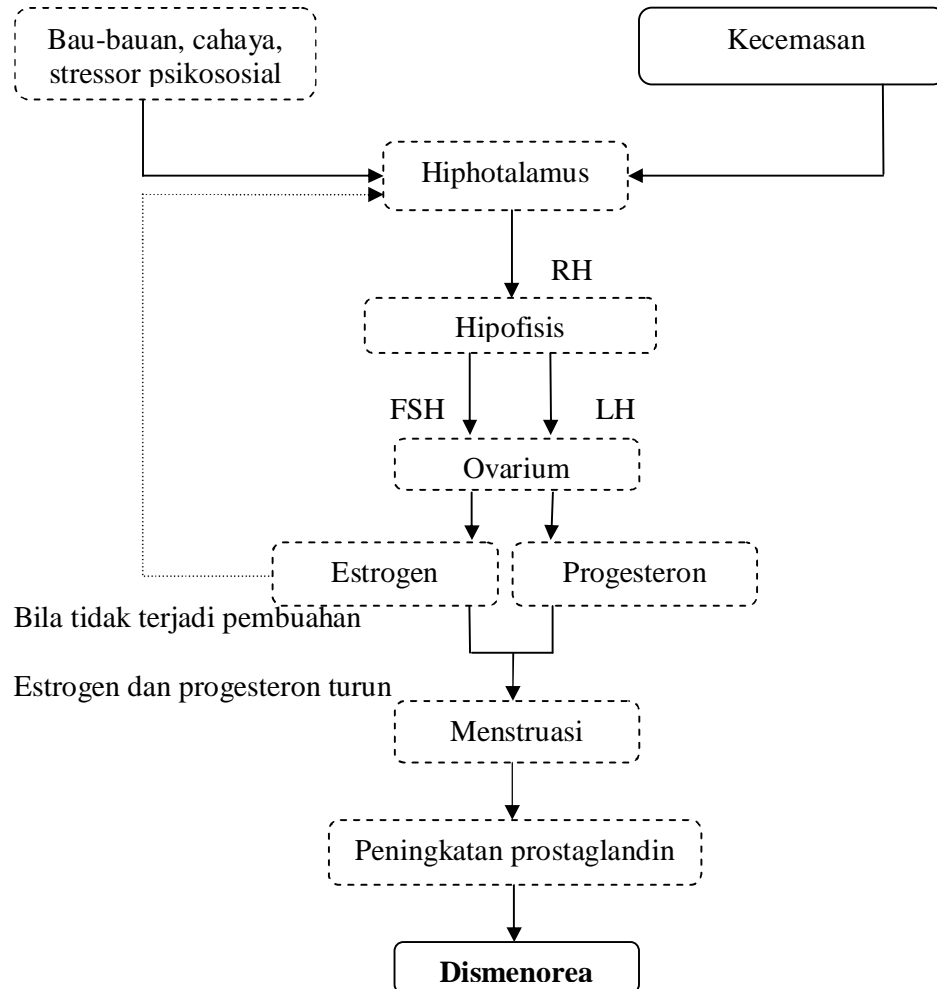 Bau-bauan, cahaya,
stressor psikososial
Kecemasan
Hiphotalamus
RH
Hipofisis
FSH
LH
Ovarium
Estrogen
Progesteron
Bila tidak terjadi pembuahan
Estrogen dan progesteron turun
Menstruasi
Peningkatan prostaglandin
Dismenorea